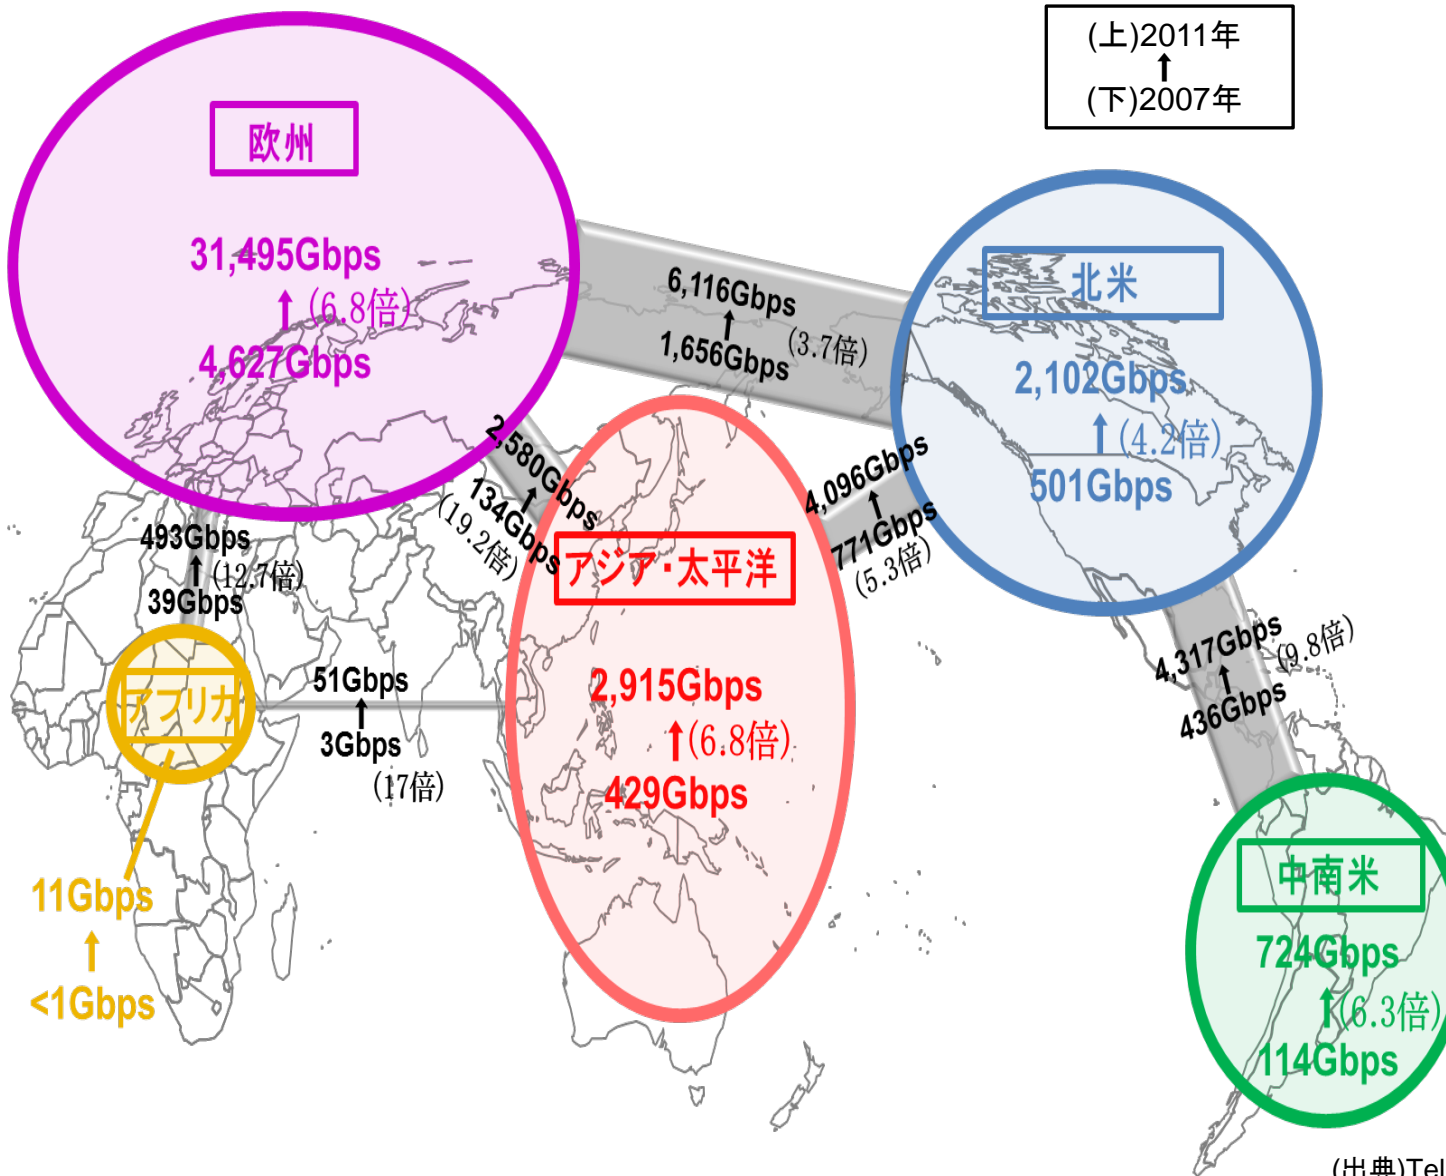 (上)2011年
(下)2007年
欧州
31,495Gbps
(6.8倍)
4,627Gbps
6,116Gbps
(3.7倍)
1,656Gbps
北米
2,102Gbps
(4.2倍)
501Gbps
2,580Gbps
134Gbps
(19.2倍)
4,096Gbps
771Gbps
(5.3倍)
493Gbps
(12.7倍)
39Gbps
アジア・太平洋
2,915Gbps
(6.8倍)
429Gbps
アフリカ
51Gbps
3Gbps
(17倍)
11Gbps
<1Gbps
4,317Gbps
(9.8倍)
436Gbps
中南米
724Gbps
(6.3倍)
114Gbps
(出典)Tel